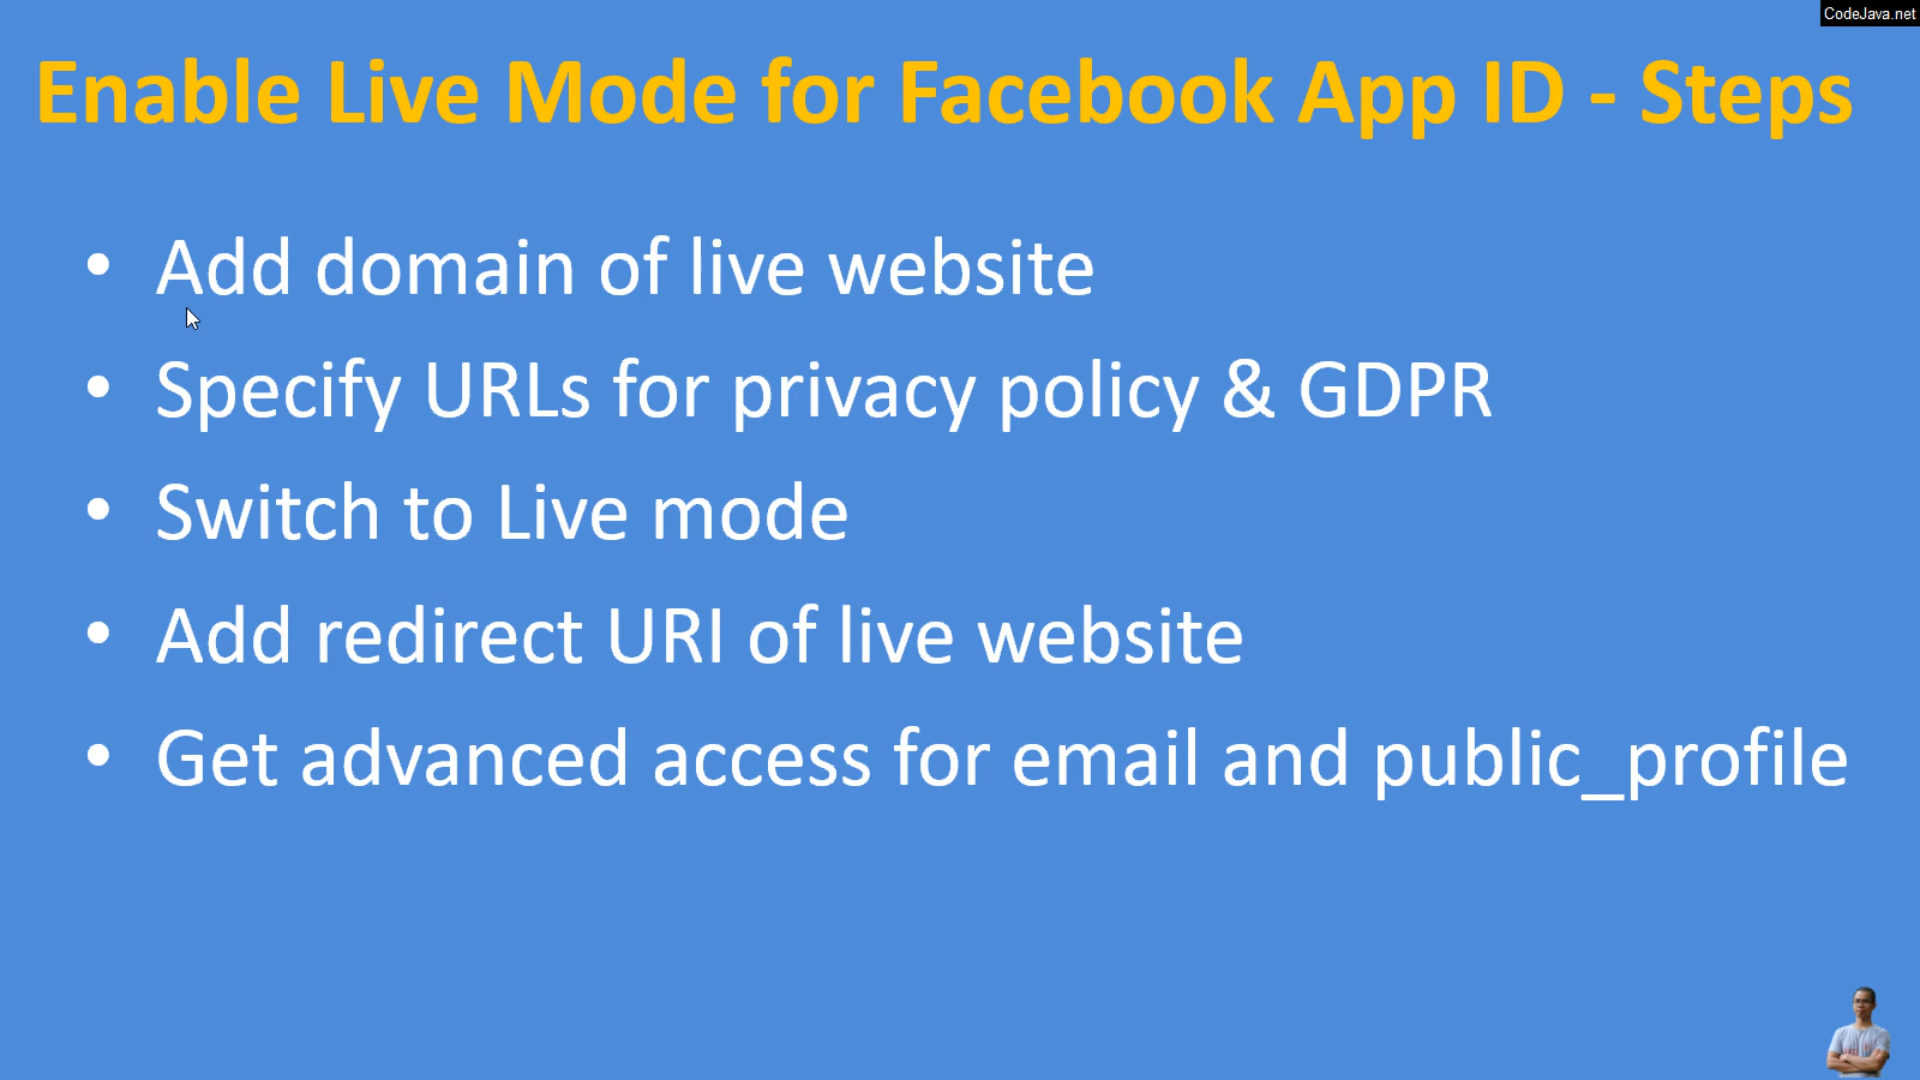 CodeJava.net
Enable Live Mode for Facebook App ID - Steps
• Add domain of live website
• Specify URLs for privacy policy & GDPR
• Switch to Live mode
• Add redirect URI of live website
• Get advanced access for email and public_profile